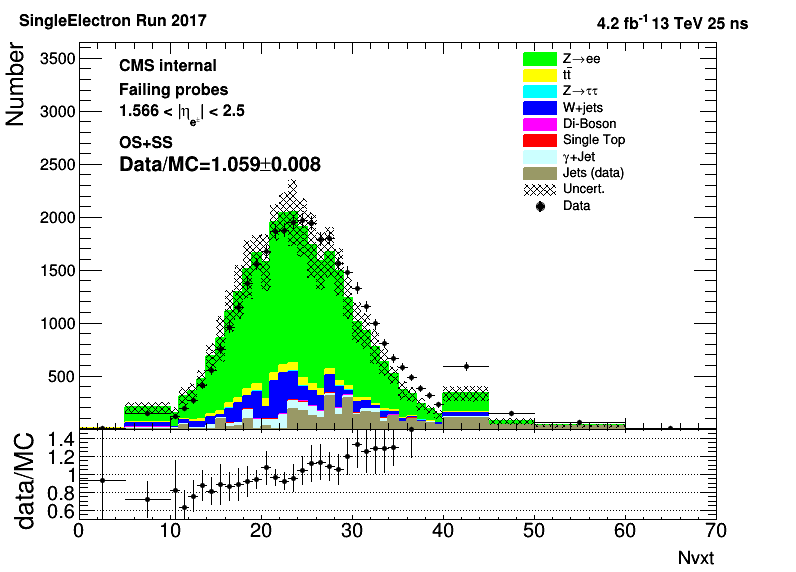 SingleElectron Run 2017
4.2 fb⁻¹ 13 TeV 25 ns
Number
3500
3000
2500
2000
1500
1000
500
CMS internal
Failing probes
1.566 < |η_e±| < 2.5
OS+SS
Data/MC=1.059±0.008
Z→ee
tt̄
Z→ττ
W+jets
Di-Boson
Single Top
γ+Jet
Jets (data)
Uncert.
Data
data/MC
1.4
1.2
1
0.8
0.6
0 10 20 30 40 50 60 70
Nvxt